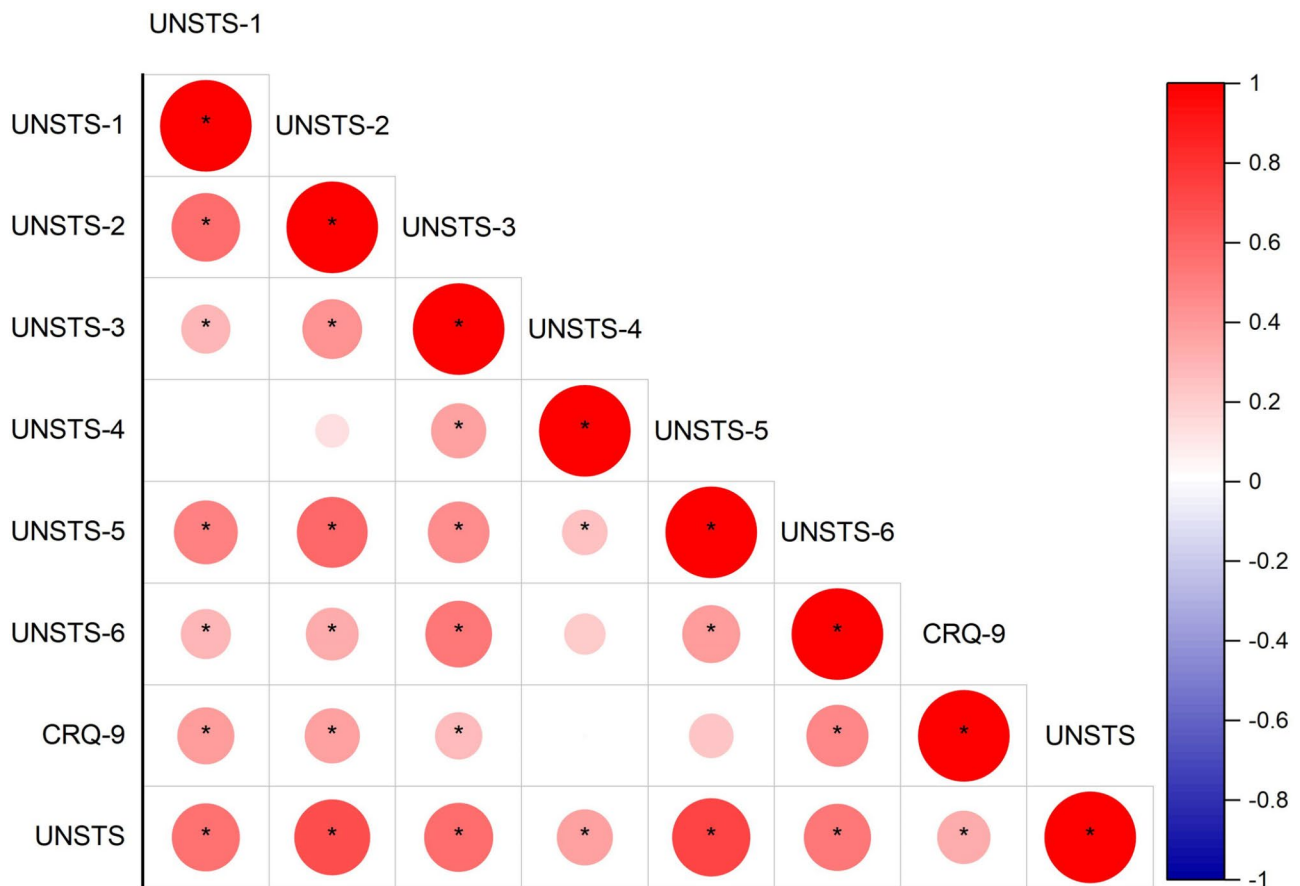 UNSTS-1
UNSTS-1 * UNSTS-2
UNSTS-2 * * UNSTS-3
UNSTS-3 * * * UNSTS-4
UNSTS-4 * * UNSTS-5
UNSTS-5 * * * * * UNSTS-6
UNSTS-6 * * * * * CRQ-9
CRQ-9 * * * * * UNSTS
UNSTS * * * * * * * *
1
0.8
0.6
0.4
0.2
0
-0.2
-0.4
-0.6
-0.8
-1